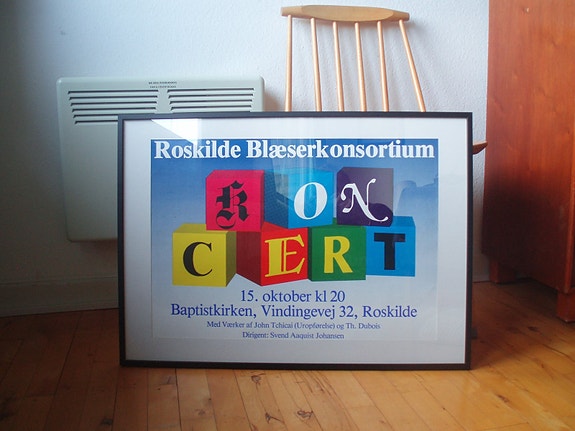 Roskilde Blæserkonsortium
KON
CERT
15. oktober kl 20
Baptistkirken, Vindingevej 32, Roskilde
Med Værker af John Tchicai (Uropførelse) og Th. Dubois
Dirigent: Svend Aaquist Johansen